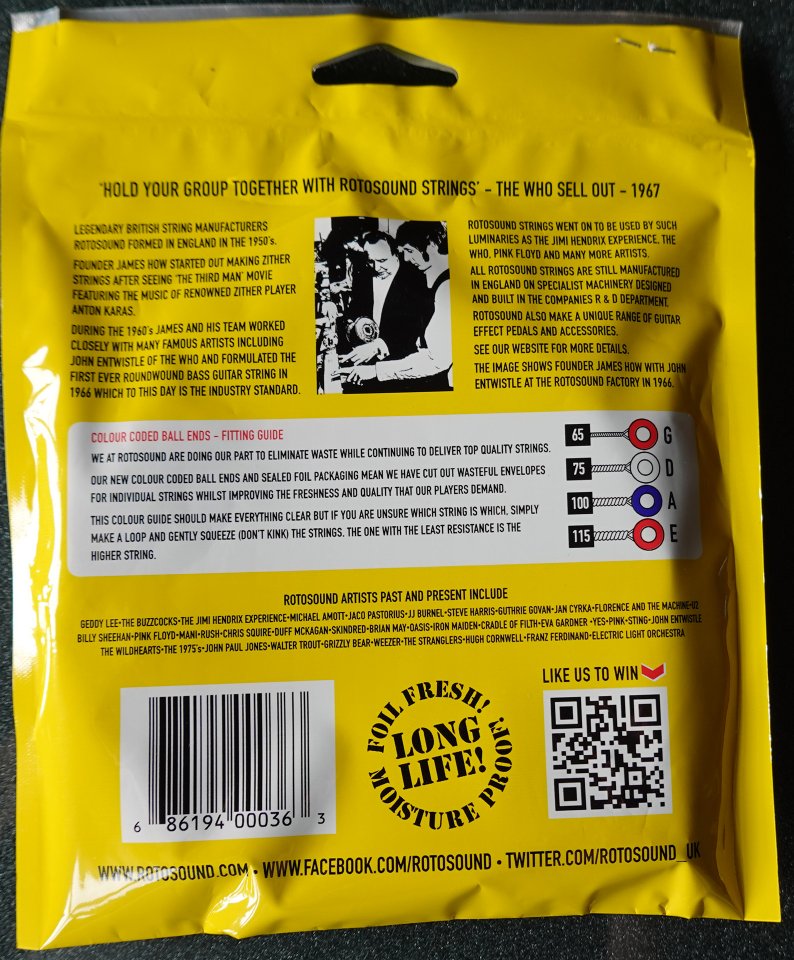 'HOLD YOUR GROUP TOGETHER WITH ROTOSOUND STRINGS' - THE WHO SELL OUT - 1967
LEGENDARY BRITISH STRING MANUFACTURERS
ROTOSOUND FORMED IN ENGLAND IN THE 1950's.
FOUNDER JAMES HOW STARTED OUT MAKING ZITHER
STRINGS AFTER SEEING 'THE THIRD MAN' MOVIE
FEATURING THE MUSIC OF RENOWNED ZITHER PLAYER
ANTON KARAS.
DURING THE 1960's JAMES AND HIS TEAM WORKED
CLOSELY WITH MANY FAMOUS ARTISTS INCLUDING
JOHN ENTWISTLE OF THE WHO AND FORMULATED THE
FIRST EVER ROUNDWOUND BASS GUITAR STRING IN
1966 WHICH TO THIS DAY IS THE INDUSTRY STANDARD.
ROTOSOUND STRINGS WENT ON TO BE USED BY SUCH
LUMINARIES AS THE JIMI HENDRIX EXPERIENCE, THE
WHO, PINK FLOYD AND MANY MORE ARTISTS.
ALL ROTOSOUND STRINGS ARE STILL MANUFACTURED
IN ENGLAND ON SPECIALIST MACHINERY DESIGNED
AND BUILT IN THE COMPANIES R & D DEPARTMENT.
ROTOSOUND ALSO MAKE A UNIQUE RANGE OF GUITAR
EFFECT PEDALS AND ACCESSORIES.
SEE OUR WEBSITE FOR MORE DETAILS.
THE IMAGE SHOWS FOUNDER JAMES HOW WITH JOHN
ENTWISTLE AT THE ROTOSOUND FACTORY IN 1966.
COLOUR CODED BALL ENDS - FITTING GUIDE
WE AT ROTOSOUND ARE DOING OUR PART TO ELIMINATE WASTE WHILE CONTINUING TO DELIVER TOP QUALITY STRINGS.
OUR NEW COLOUR CODED BALL ENDS AND SEALED FOIL PACKAGING MEAN WE HAVE CUT OUT WASTEFUL ENVELOPES
FOR INDIVIDUAL STRINGS WHILST IMPROVING THE FRESHNESS AND QUALITY THAT OUR PLAYERS DEMAND.
THIS COLOUR GUIDE SHOULD MAKE EVERYTHING CLEAR BUT IF YOU ARE UNSURE WHICH STRING IS WHICH, SIMPLY
MAKE A LOOP AND GENTLY SQUEEZE (DON'T KINK) THE STRINGS. THE ONE WITH THE LEAST RESISTANCE IS THE
HIGHER STRING.
65 G
75 D
100 A
115 E
ROTOSOUND ARTISTS PAST AND PRESENT INCLUDE
GEDDY LEE•THE BUZZCOCKS•THE JIMI HENDRIX EXPERIENCE•MICHAEL AMOTT•JACO PASTORIUS•JJ BURNEL•STEVE HARRIS•GUTHRIE GOVAN•JAN CYRKA•FLORENCE AND THE MACHINE•U2
BILLY SHEEHAN•PINK FLOYD•MANI•RUSH•CHRIS SQUIRE•DUFF MCKAGAN•SKINDRED•BRIAN MAY•OASIS•IRON MAIDEN•CRADLE OF FILTH•EVA GARDNER •YES•PINK•STING•JOHN ENTWISTLE
THE WILDHEARTS•THE 1975's•JOHN PAUL JONES•WALTER TROUT•GRIZZLY BEAR•WEEZER•THE STRANGLERS•HUGH CORNWELL•FRANZ FERDINAND•ELECTRIC LIGHT ORCHESTRA
6 86194 00036 3
FOIL FRESH!
LONG
LIFE!
MOISTURE PROOF!
LIKE US TO WIN
WWW.ROTOSOUND.COM • WWW.FACEBOOK.COM/ROTOSOUND • TWITTER.COM/ROTOSOUND_UK